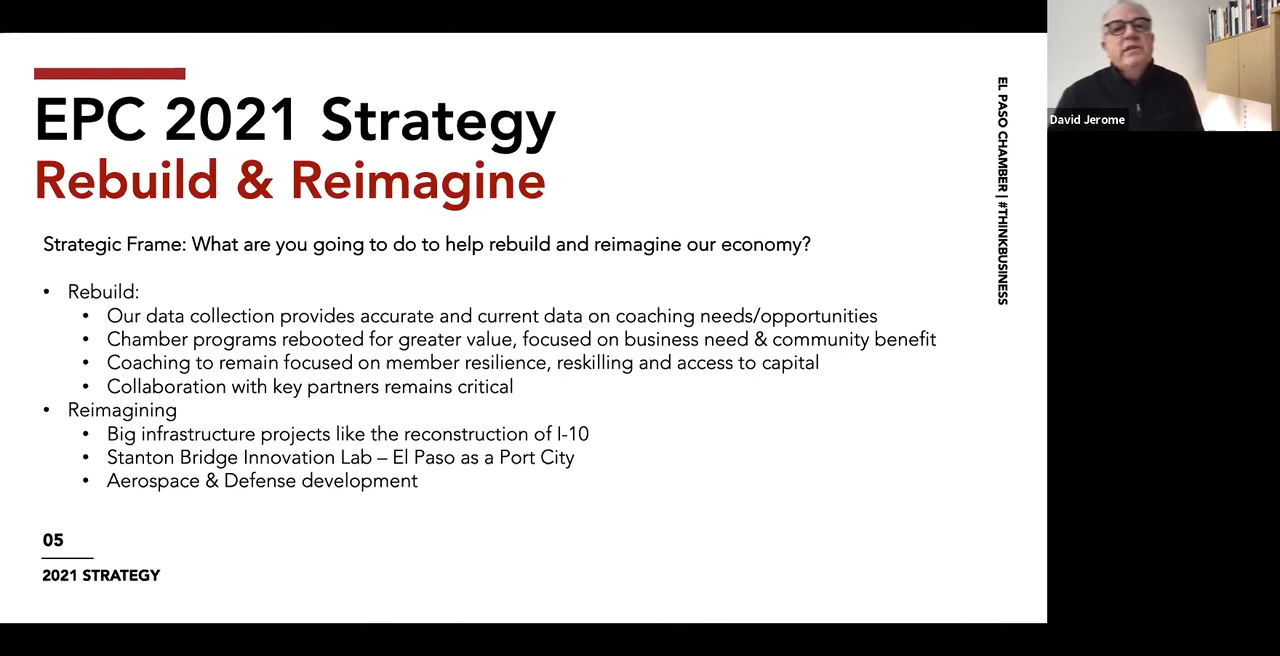 EPC 2021 Strategy
Rebuild & Reimagine
Strategic Frame: What are you going to do to help rebuild and reimagine our economy?
• Rebuild:
• Our data collection provides accurate and current data on coaching needs/opportunities
• Chamber programs rebooted for greater value, focused on business need & community benefit
• Coaching to remain focused on member resilience, reskilling and access to capital
• Collaboration with key partners remains critical
• Reimagining
• Big infrastructure projects like the reconstruction of I-10
• Stanton Bridge Innovation Lab – El Paso as a Port City
• Aerospace & Defense development
05
2021 STRATEGY
EL PASO CHAMBER | #THINKBUSINESS
David Jerome